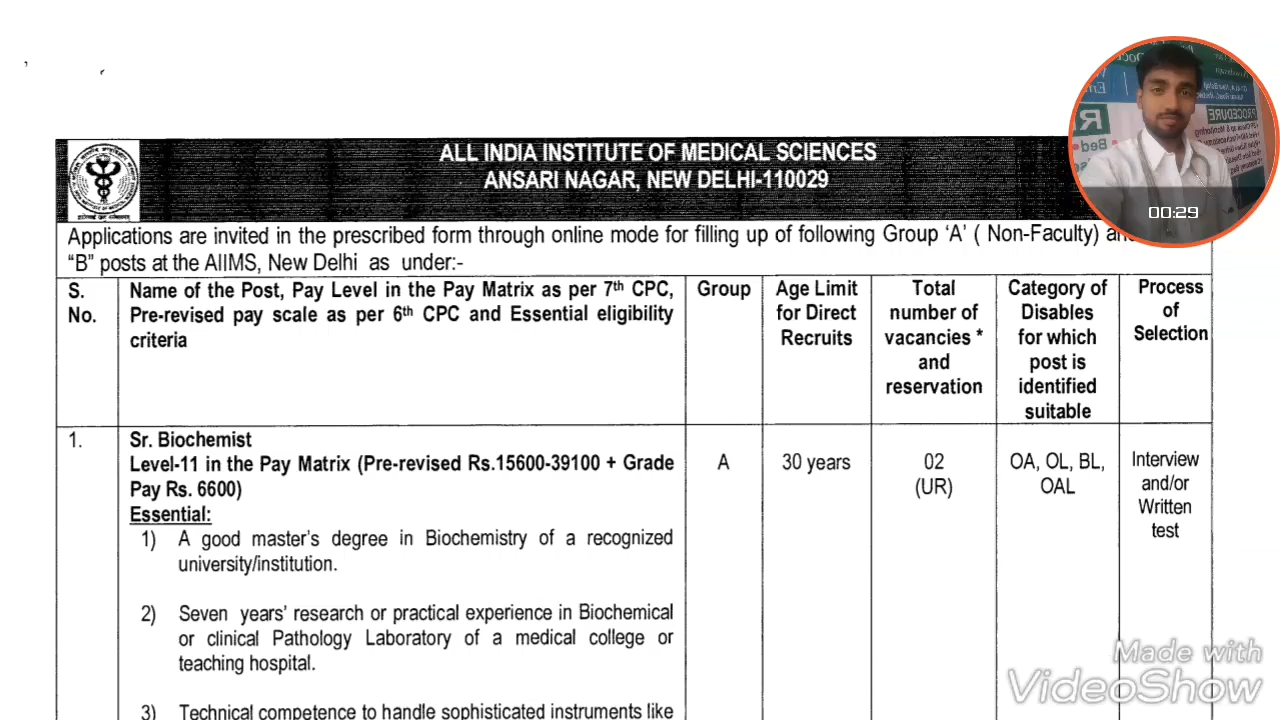 ALL INDIA INSTITUTE OF MEDICAL SCIENCES
ANSARI NAGAR, NEW DELHI-110029
Applications are invited in the prescribed form through online mode for filling up of following Group ‘A’ ( Non-Faculty)
“B” posts at the AIIMS, New Delhi as under:-
S. No.
Name of the Post, Pay Level in the Pay Matrix as per 7th CPC,
Pre-revised pay scale as per 6th CPC and Essential eligibility
criteria
Group
Age Limit
for Direct
Recruits
Total
number of
vacancies *
and
reservation
Category of
Disables
for which
post is
identified
suitable
Process
of
Selection
1.
Sr. Biochemist
Level-11 in the Pay Matrix (Pre-revised Rs.15600-39100 + Grade
Pay Rs. 6600)
Essential:
1) A good master's degree in Biochemistry of a recognized
university/institution.
2) Seven years' research or practical experience in Biochemical
or clinical Pathology Laboratory of a medical college or
teaching hospital.
3) Technical competence to handle sophisticated instruments like
A
30 years
02
(UR)
OA, OL, BL,
OAL
Interview
and/or
Written
test
PROCEDURE
00:29
Made with
VideoShow